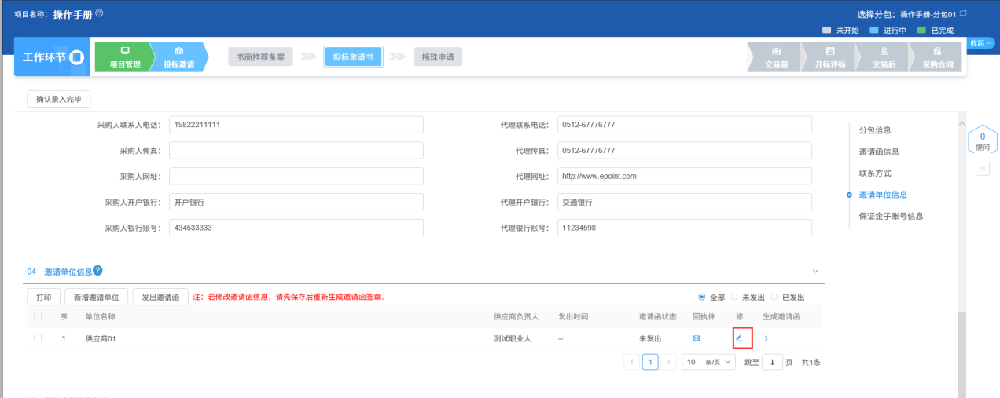 项目名称: 操作手册
选择分包: 操作手册-分包01
未开始 进行中 已完成
收起
工作环节
项目管理
投标邀请
书面推荐备案
投标邀请书
摇珠申请
交易前
开标评标
交易后
采购合同
确认录入完毕
采购人联系人电话: 19822211111 代理联系电话: 0512-67776777
采购人传真: 代理传真: 0512-67776777
采购人网址: 代理网址: http://www.epoint.com
采购人开户银行: 开户银行 代理开户银行: 交通银行
采购人银行账号: 434533333 代理银行账号: 11234598
分包信息
邀请函信息
联系方式
邀请单位信息
保证金子账号信息
0
提问
04 邀请单位信息
打印 新增邀请单位 发出邀请函 注：若修改邀请函信息，请先保存后重新生成邀请函签章。 全部 未发出 已发出
序 单位名称 供应商负责人 发出时间 邀请函状态 回执件 修... 生成邀请函
1 供应商01 测试职业人... -- 未发出
1 10 条/页 跳至 1 页 共1条